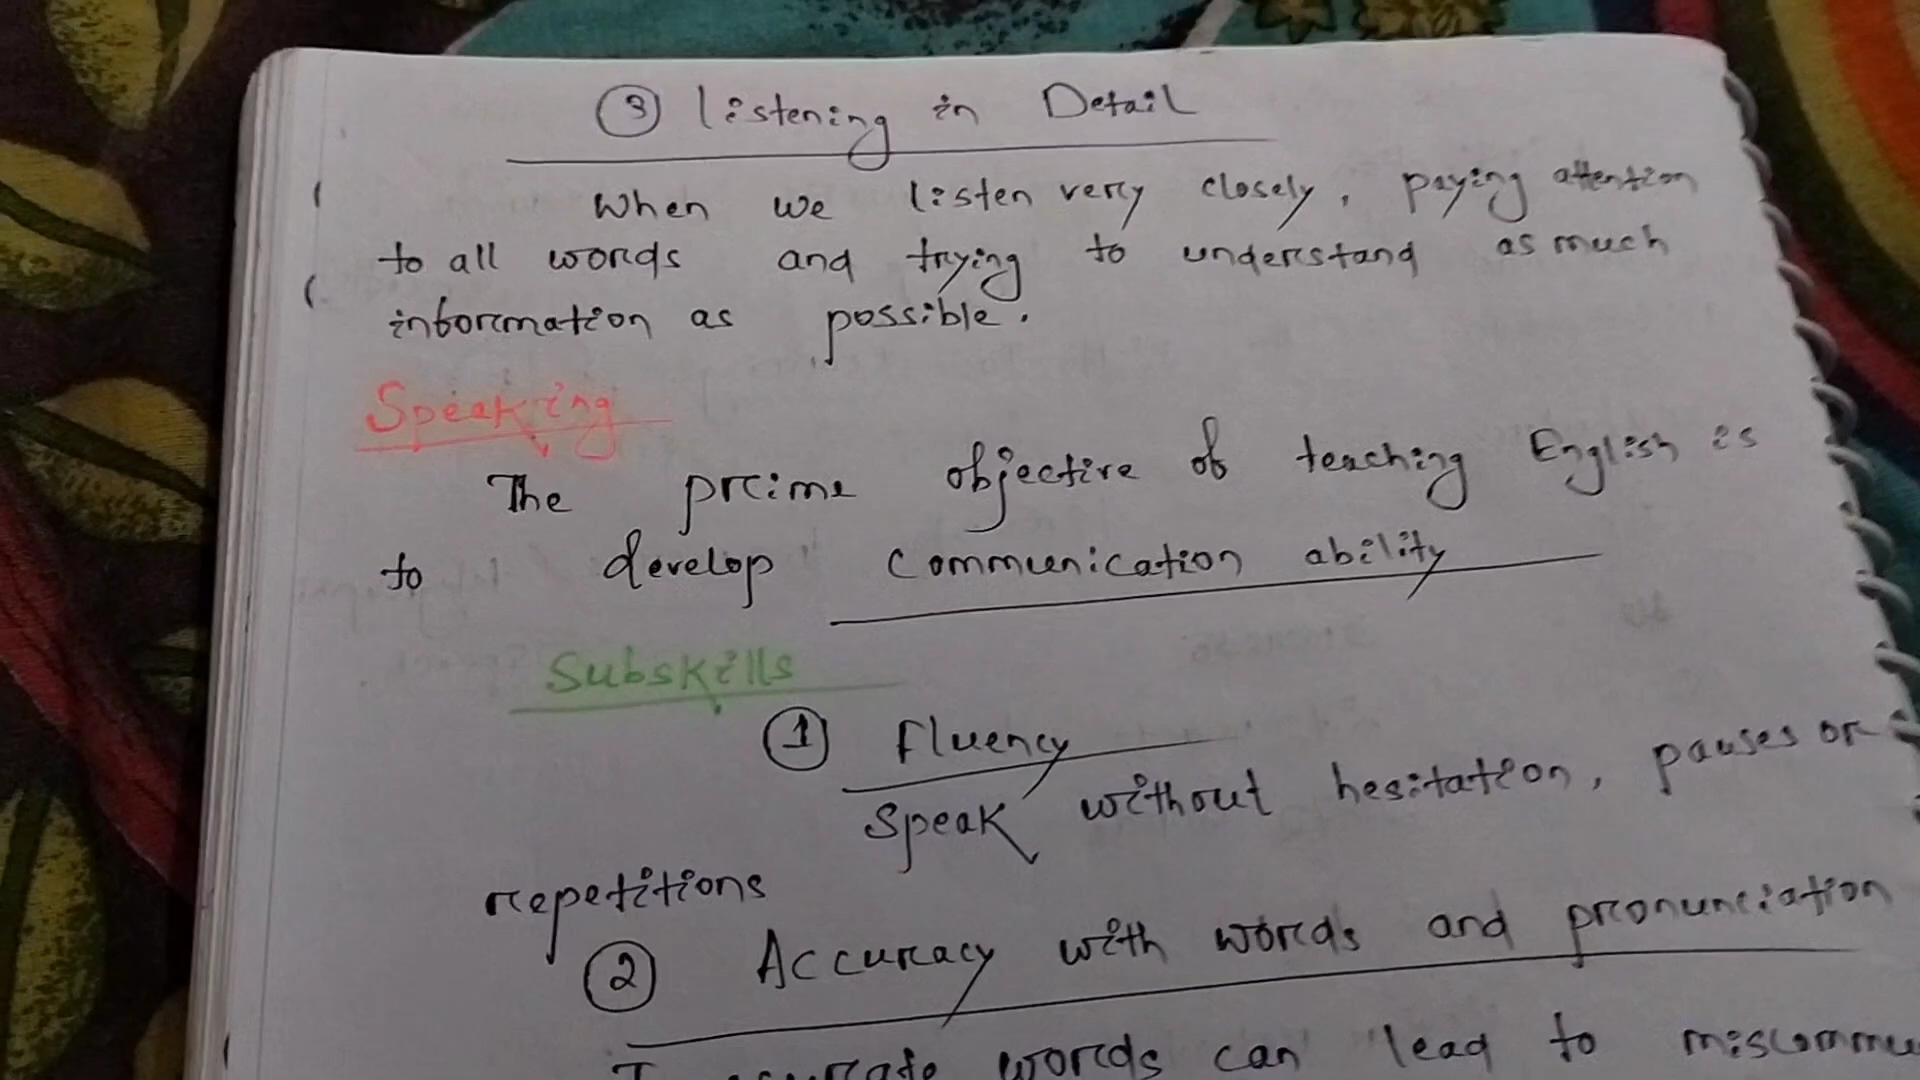 ③ Listening in Detail
When we listen very closely, paying attention
to all words and trying to understand as much
information as possible.
Speaking
The prime objective of teaching English is
to develop communication ability
Subskills
① Fluency
Speak without hesitation, pauses or
repetitions
② Accuracy with words and pronunciation
words can lead to miscommu